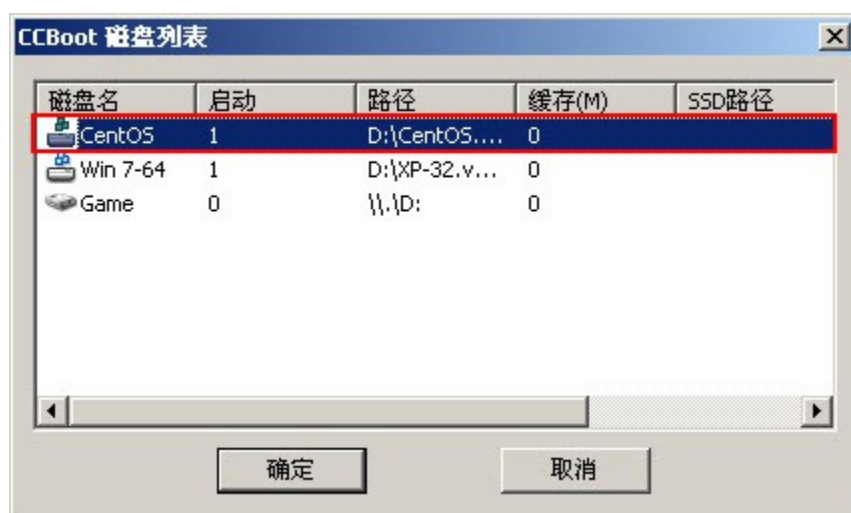 CCBoot 磁盘列表
磁盘名 启动 路径 缓存(M) SSD路径
CentOS 1 D:\CentOS.... 0
Win 7-64 1 D:\XP-32.v... 0
Game 0 \\.\D: 0
确定 取消